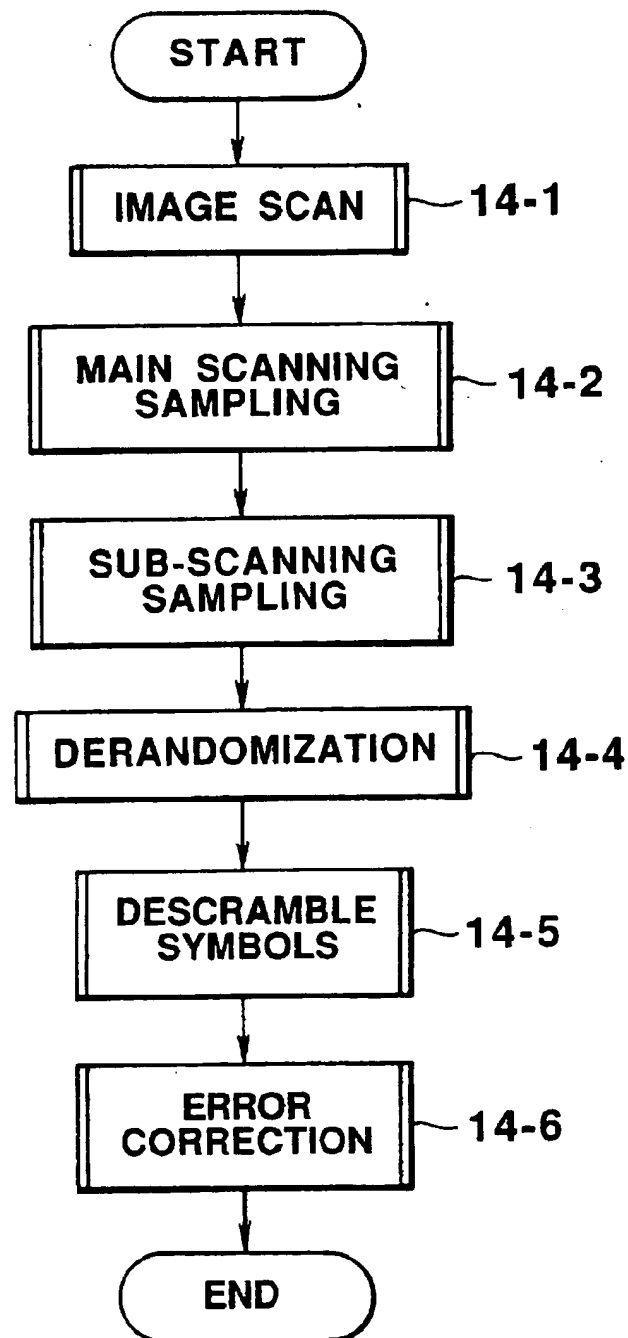 START
IMAGE SCAN
14-1
MAIN SCANNING
SAMPLING
14-2
SUB-SCANNING
SAMPLING
14-3
DERANDOMIZATION
14-4
DESCRAMBLE
SYMBOLS
14-5
ERROR
CORRECTION
14-6
END